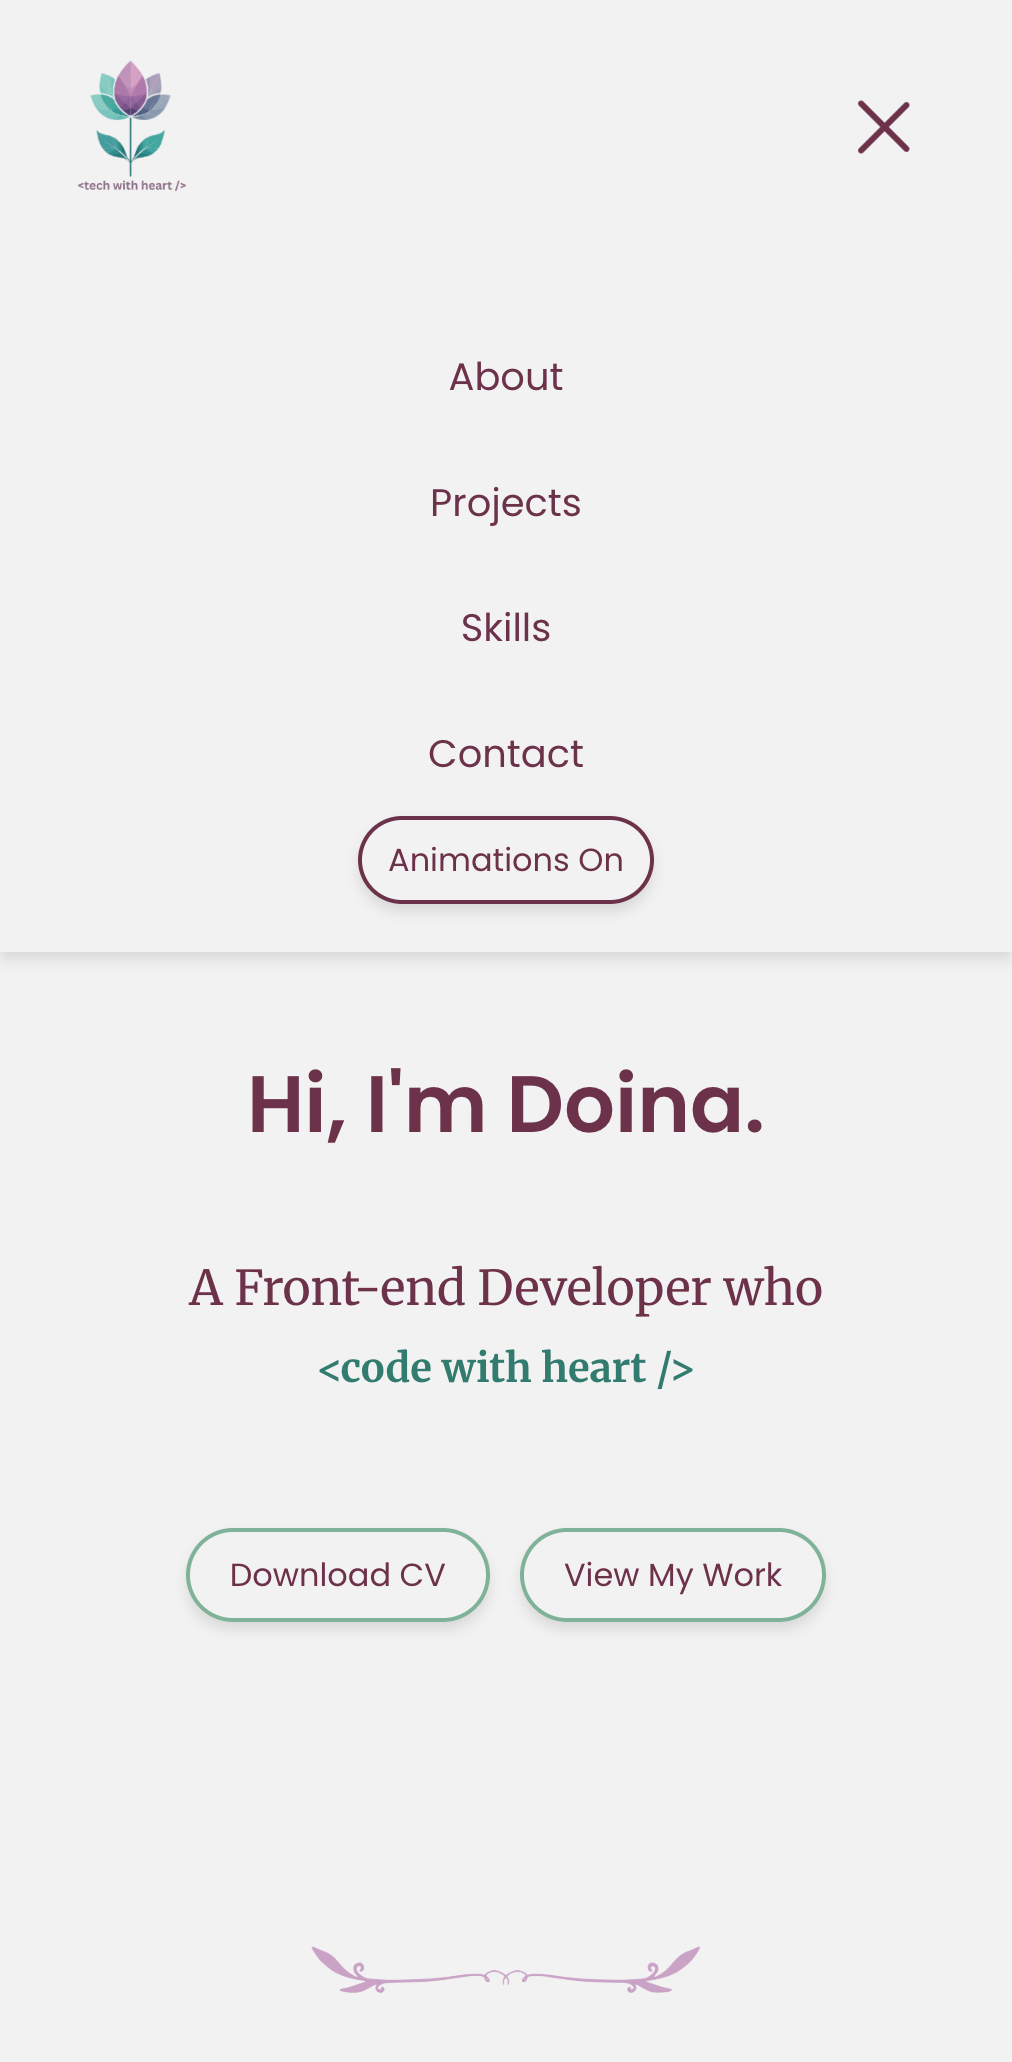 <tech with heart />
About
Projects
Skills
Contact
Animations On
Hi, I'm Doina.
A Front-end Developer who
<code with heart />
Download CV
View My Work